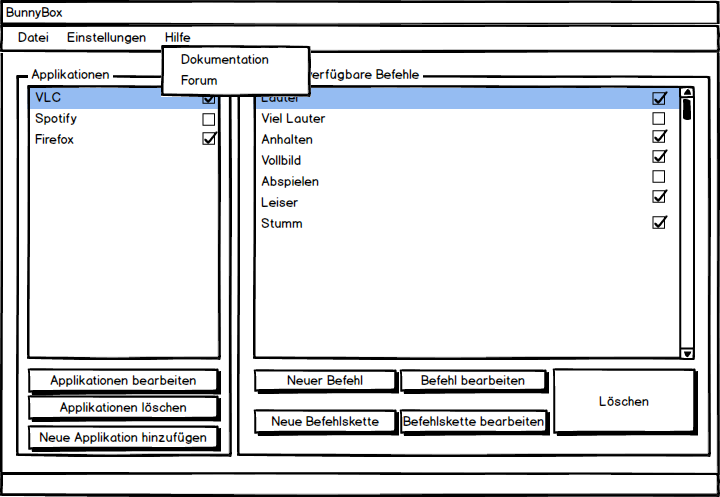 BunnyBox
Datei Einstellungen Hilfe
Dokumentation
Forum
Applikationen
VLC
Spotify
Firefox
Applikationen bearbeiten
Applikationen löschen
Neue Applikation hinzufügen
erfügbare Befehle
Lauter
Viel Lauter
Anhalten
Vollbild
Abspielen
Leiser
Stumm
Neuer Befehl
Befehl bearbeiten
Neue Befehlskette
Befehlskette bearbeiten
Löschen